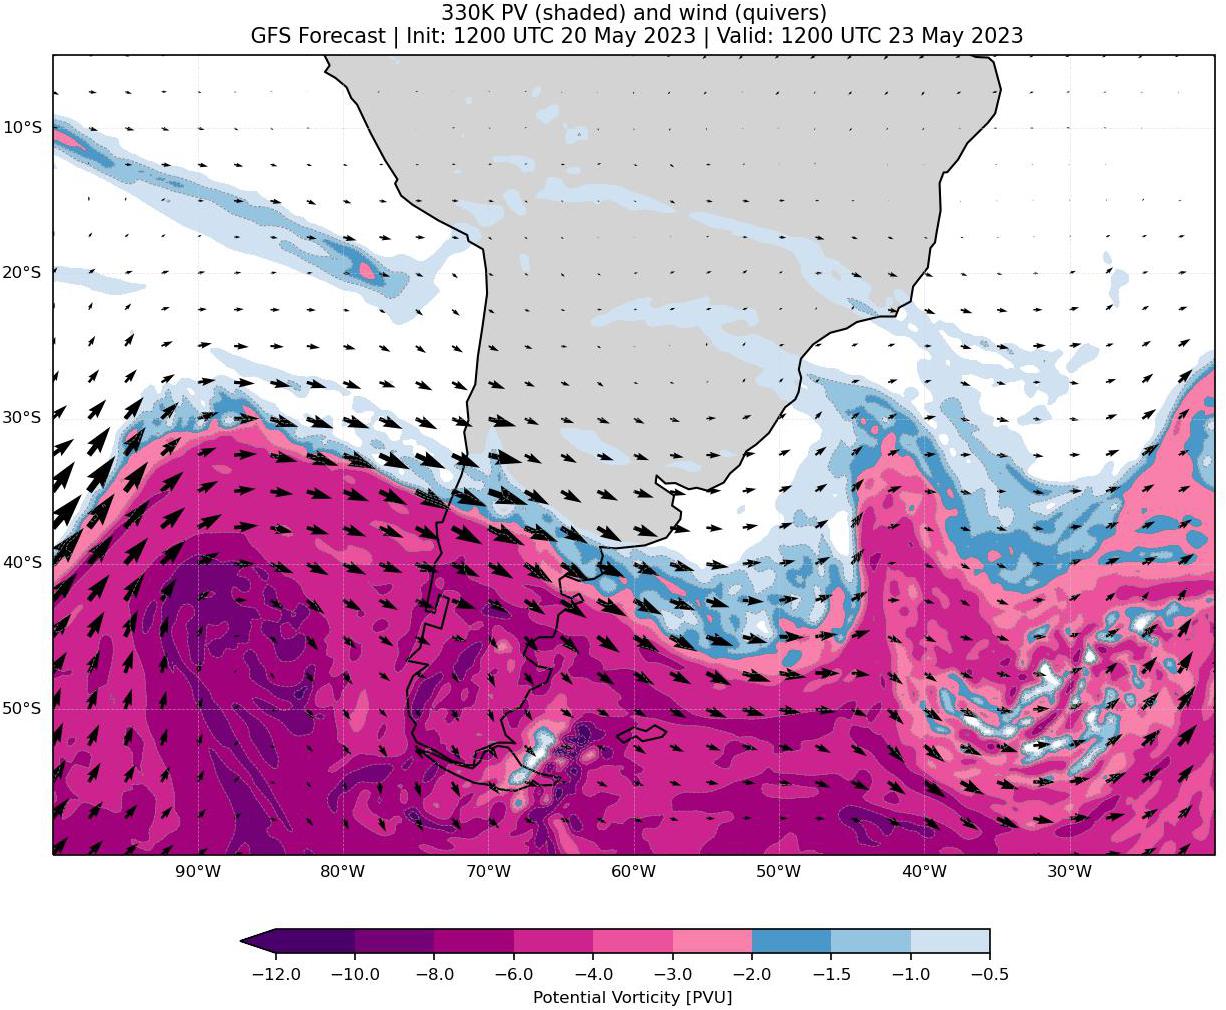 330K PV (shaded) and wind (quivers)
GFS Forecast | Init: 1200 UTC 20 May 2023 | Valid: 1200 UTC 23 May 2023
10°S
20°S
30°S
40°S
50°S
90°W 80°W 70°W 60°W 50°W 40°W 30°W
−12.0 −10.0 −8.0 −6.0 −4.0 −3.0 −2.0 −1.5 −1.0 −0.5
Potential Vorticity [PVU]